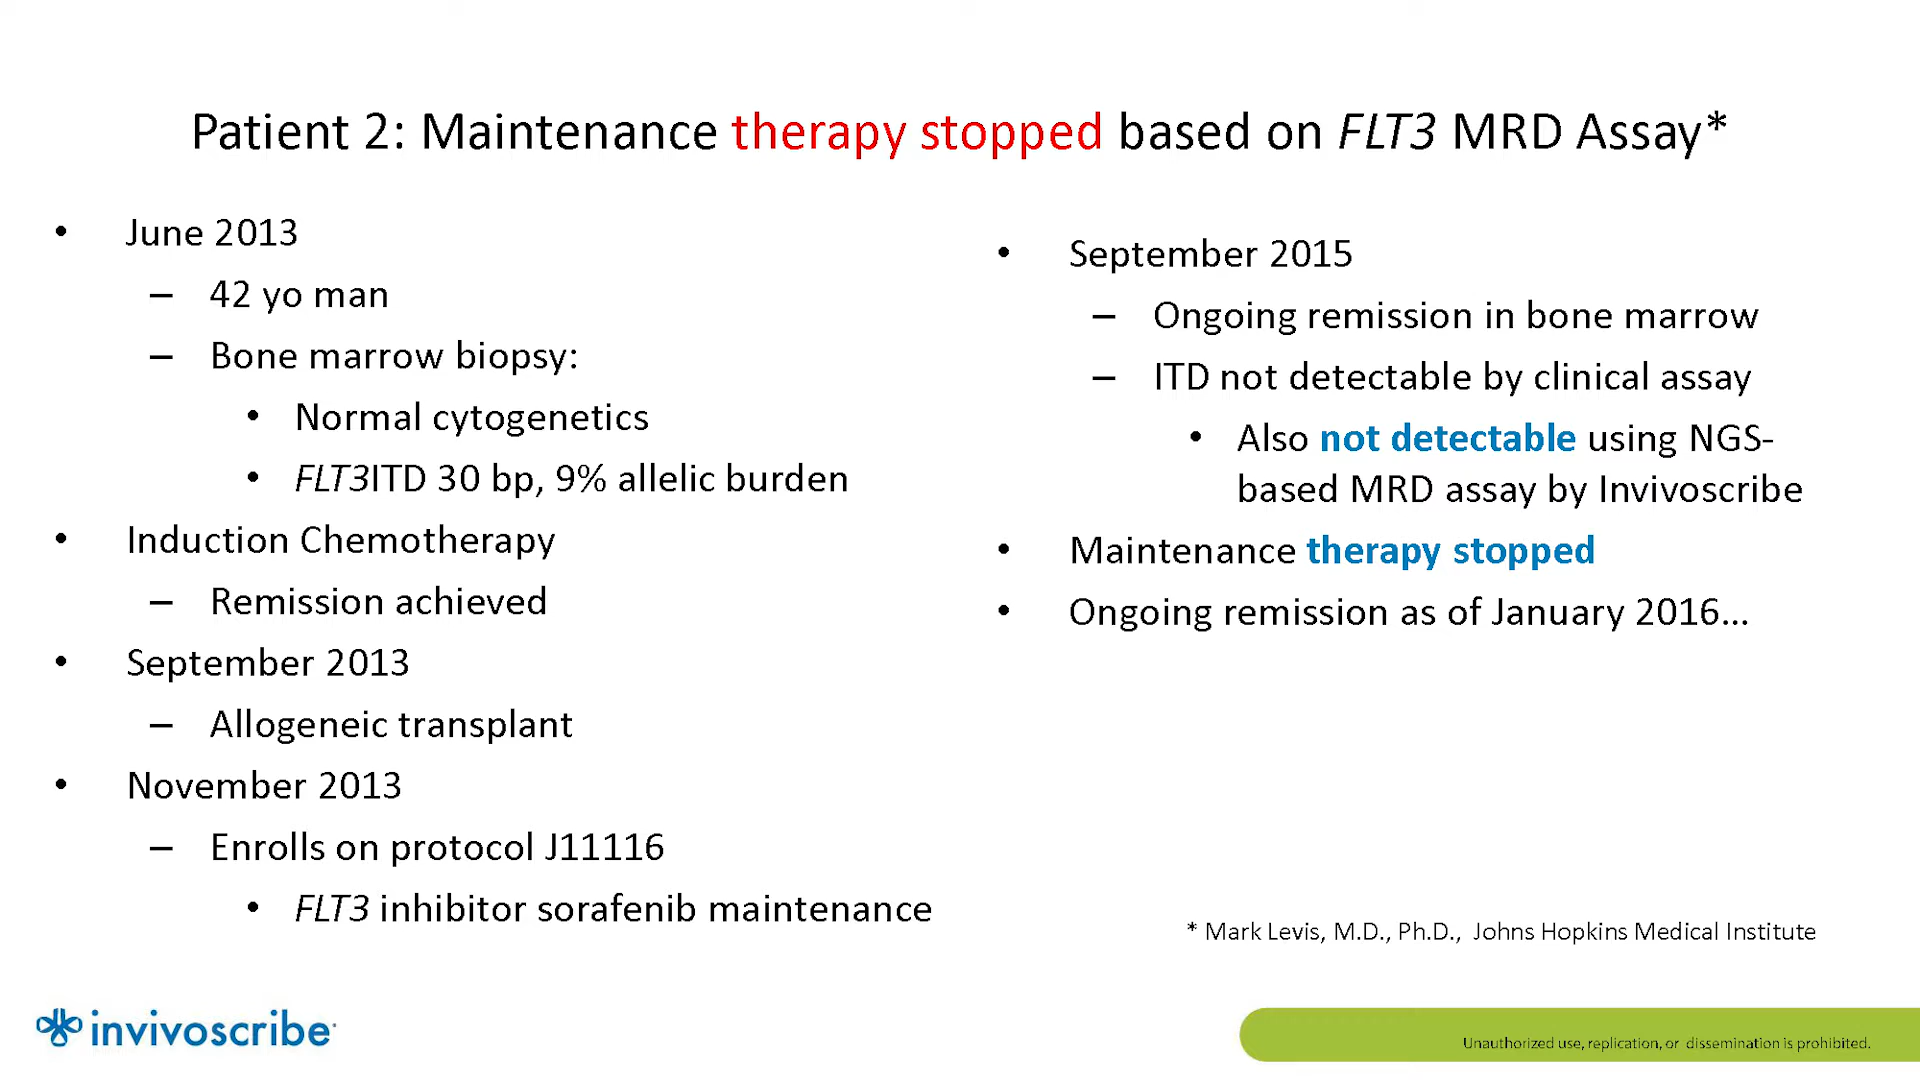 Patient 2: Maintenance therapy stopped based on FLT3 MRD Assay*
• June 2013
– 42 yo man
– Bone marrow biopsy:
• Normal cytogenetics
• FLT3ITD 30 bp, 9% allelic burden
• Induction Chemotherapy
– Remission achieved
• September 2013
– Allogeneic transplant
• November 2013
– Enrolls on protocol J11116
• FLT3 inhibitor sorafenib maintenance
• September 2015
– Ongoing remission in bone marrow
– ITD not detectable by clinical assay
• Also not detectable using NGS-
based MRD assay by Invivoscribe
• Maintenance therapy stopped
• Ongoing remission as of January 2016...
* Mark Levis, M.D., Ph.D., Johns Hopkins Medical Institute
invivoscribe
Unauthorized use, replication, or dissemination is prohibited.